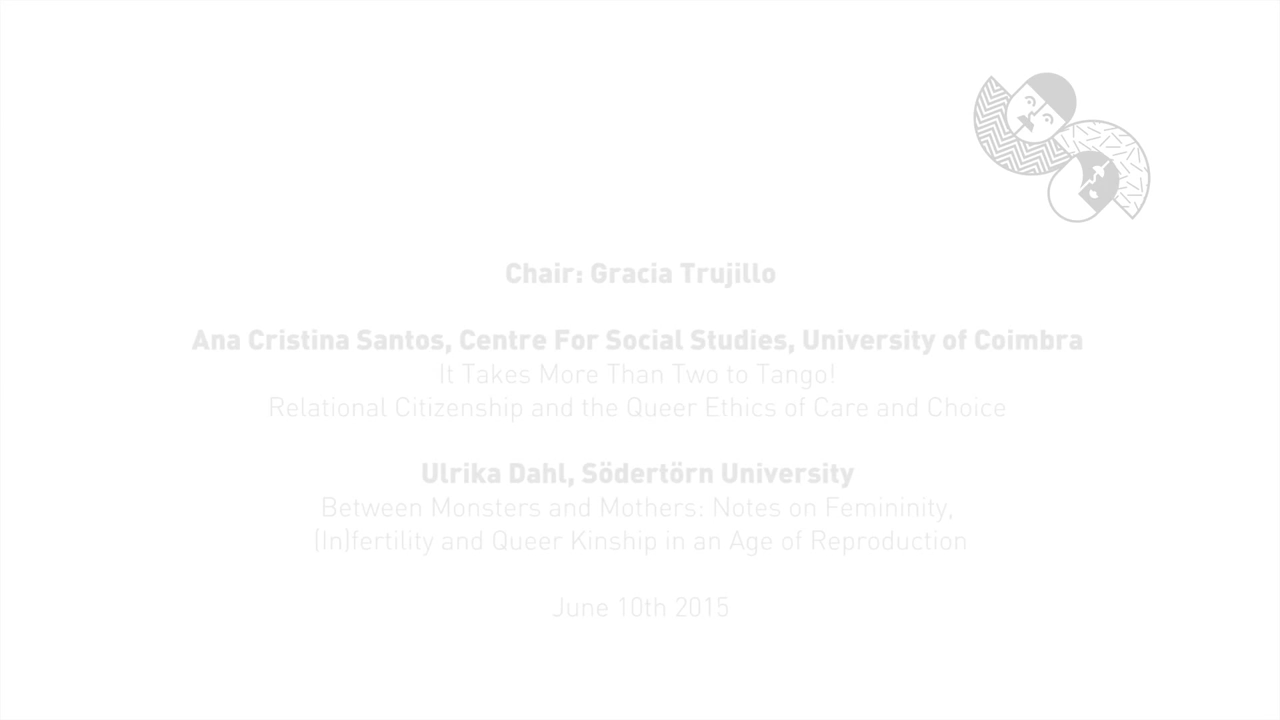 Chair: Gracia Trujillo
Ana Cristina Santos, Centre For Social Studies, University of Coimbra
It Takes More Than Two to Tango!
Relational Citizenship and the Queer Ethics of Care and Choice
Ulrika Dahl, Södertörn University
Between Monsters and Mothers: Notes on Femininity,
(In)fertility and Queer Kinship in an Age of Reproduction
June 10th 2015